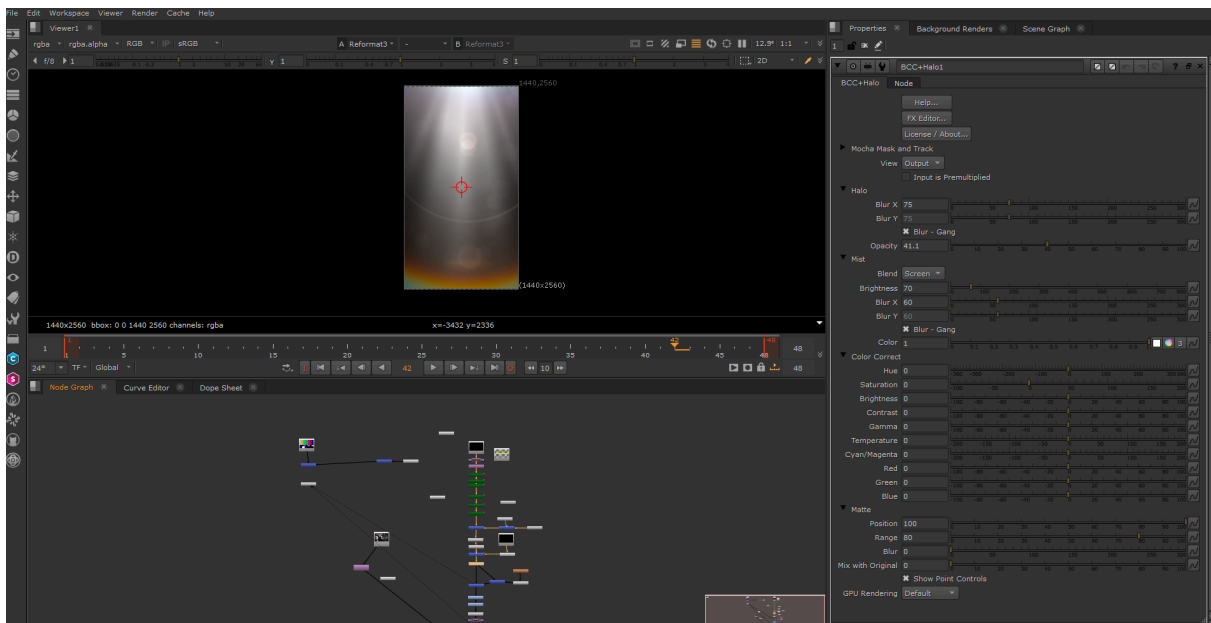 File Edit Workspace Viewer Render Cache Help
Viewer1
rgba rgba.alpha RGB IP sRGB A Reformat3 - B Reformat3 12.9* 1:1
f/8 1 Y 1 S 1 2D
1440,2560
(1440x2560)
1440x2560 bbox: 0 0 1440 2560 channels: rgba x=-3432 y=2336
1 1 5 10 15 20 25 30 35 40 42 45 48 48
24* TF Global 42 10 48
Node Graph Curve Editor Dope Sheet
Properties Background Renders Scene Graph
1
BCC+Halo1
BCC+Halo Node
Help...
FX Editor...
License / About...
Mocha Mask and Track
View Output
Input is Premultiplied
Halo
Blur X 75
Blur Y 75
Blur - Gang
Opacity 41.1
Mist
Blend Screen
Brightness 70
Blur X 60
Blur Y 60
Blur - Gang
Color 1 3
Color Correct
Hue 0
Saturation 0
Brightness 0
Contrast 0
Gamma 0
Temperature 0
Cyan/Magenta 0
Red 0
Green 0
Blue 0
Matte
Position 100
Range 80
Blur 0
Mix with Original 0
Show Point Controls
GPU Rendering Default